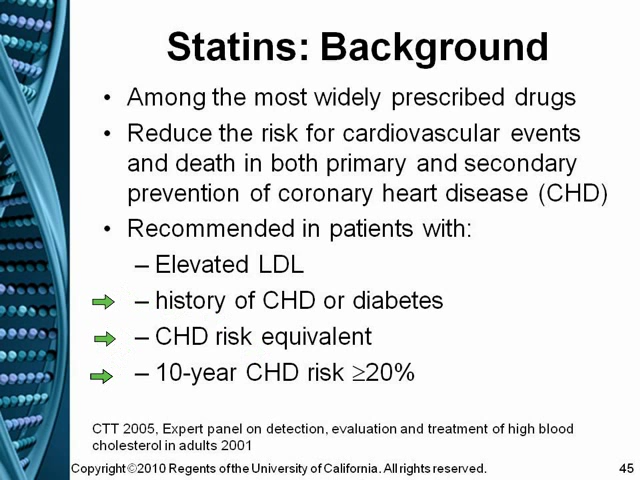 Statins: Background
• Among the most widely prescribed drugs
• Reduce the risk for cardiovascular events
and death in both primary and secondary
prevention of coronary heart disease (CHD)
• Recommended in patients with:
– Elevated LDL
– history of CHD or diabetes
– CHD risk equivalent
– 10-year CHD risk ≥20%
CTT 2005, Expert panel on detection, evaluation and treatment of high blood
cholesterol in adults 2001
Copyright ©2010 Regents of the University of California. All rights reserved. 45